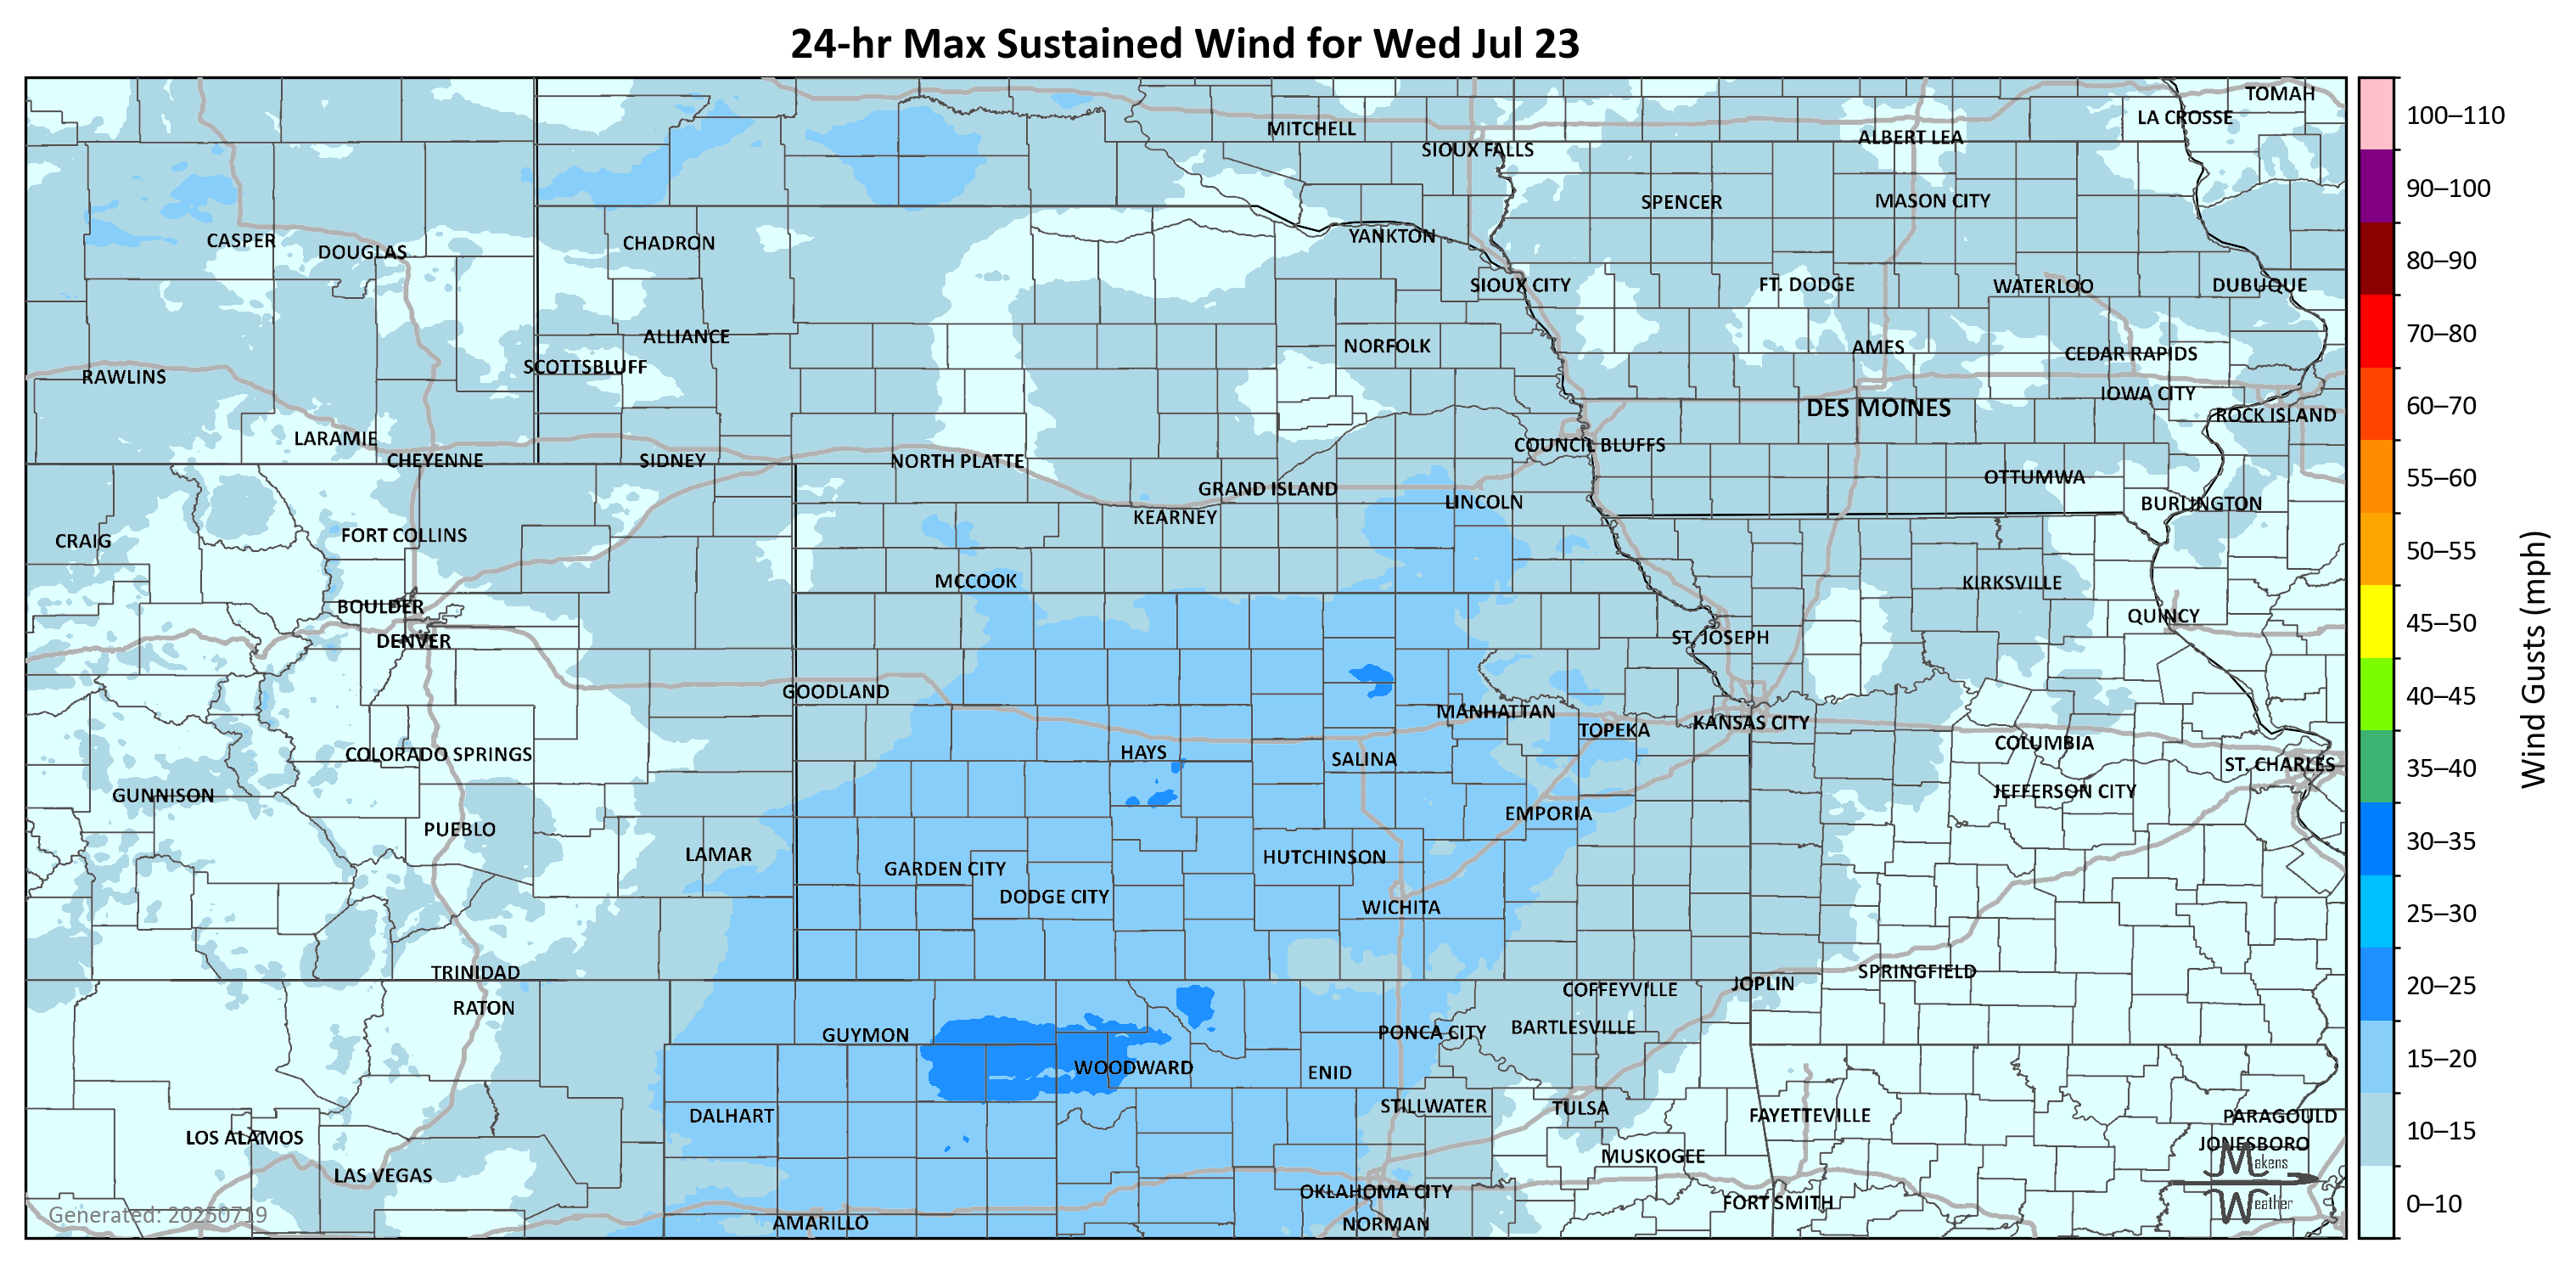 24-hr Max Sustained Wind for Wed Jul 23
TOMAH
LA CROSSE
MITCHELL
ALBERT LEA
SIOUX FALLS
SPENCER
MASON CITY
CASPER
DOUGLAS
CHADRON
YANKTON
SIOUX CITY
FT. DODGE
WATERLOO
DUBUQUE
ALLIANCE
NORFOLK
AMES
CEDAR RAPIDS
SCOTTSBLUFF
RAWLINS
IOWA CITY
DES MOINES
ROCK ISLAND
LARAMIE
COUNCIL BLUFFS
CHEYENNE
SIDNEY
NORTH PLATTE
OTTUMWA
GRAND ISLAND
LINCOLN
BURLINGTON
KEARNEY
CRAIG
FORT COLLINS
MCCOOK
KIRKSVILLE
BOULDER
QUINCY
DENVER
ST. JOSEPH
GOODLAND
MANHATTAN
TOPEKA
KANSAS CITY
COLORADO SPRINGS
HAYS
SALINA
COLUMBIA
ST. CHARLES
GUNNISON
JEFFERSON CITY
PUEBLO
EMPORIA
LAMAR
GARDEN CITY
HUTCHINSON
DODGE CITY
WICHITA
TRINIDAD
SPRINGFIELD
JOPLIN
COFFEYVILLE
RATON
GUYMON
PONCA CITY
BARTLESVILLE
WOODWARD
ENID
DALHART
STILLWATER
TULSA
FAYETTEVILLE
PARAGOULD
LOS ALAMOS
JONESBORO
LAS VEGAS
MUSKOGEE
OKLAHOMA CITY
FORT SMITH
AMARILLO
NORMAN
Generated: 20250719
Makens
Weather
100–110
90–100
80–90
70–80
60–70
55–60
50–55
45–50
40–45
35–40
30–35
25–30
20–25
15–20
10–15
0–10
Wind Gusts (mph)